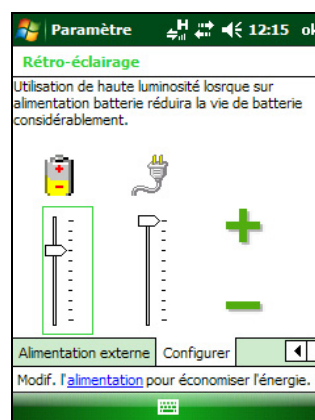 Paramètre H 12:15 ok
Rétro-éclairage
Utilisation de haute luminosité losrque sur
alimentation batterie réduira la vie de batterie
considérablement.
Alimentation externe Configurer
Modif. l'alimentation pour économiser l'énergie.